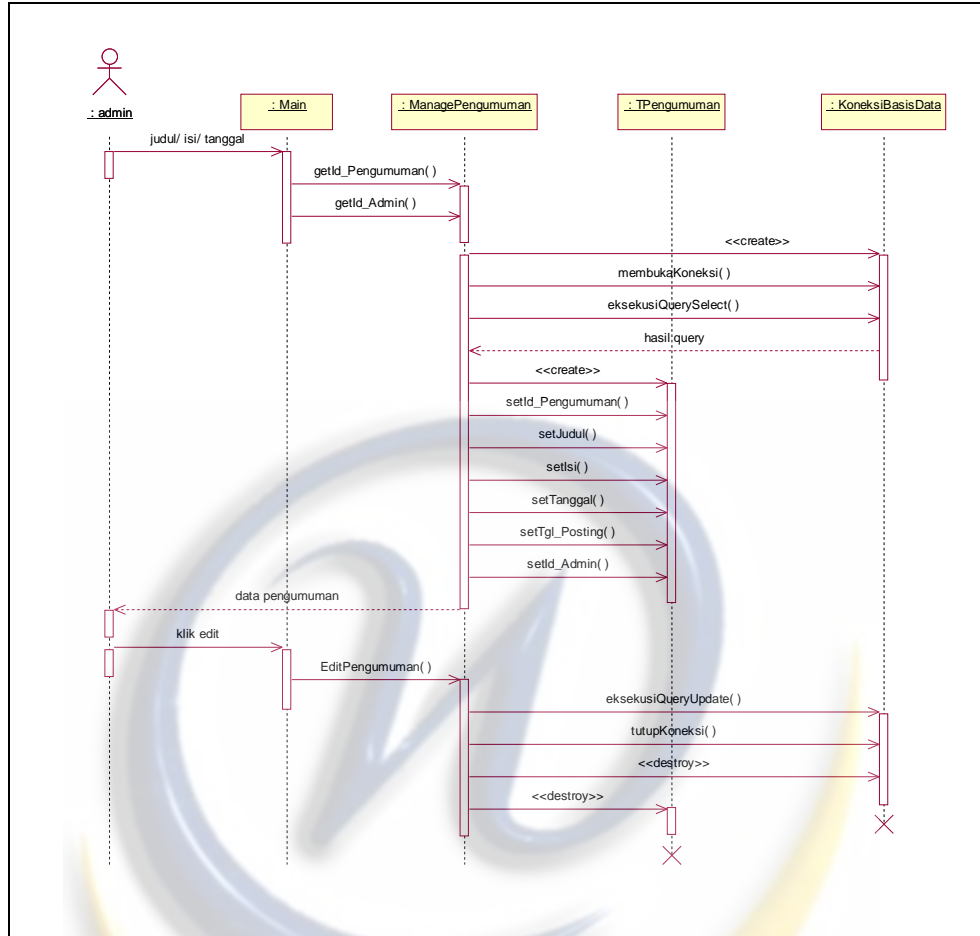 : admin
: Main
: ManagePengumuman
: TPengumuman
: KoneksiBasisData
judul/ isi/ tanggal
getId_Pengumuman( )
getId_Admin( )
<<create>>
membukaKoneksi( )
eksekusiQuerySelect( )
hasil query
<<create>>
setId_Pengumuman( )
setJudul( )
setIsi( )
setTanggal( )
setTgl_Posting( )
setId_Admin( )
data pengumuman
klik edit
EditPengumuman( )
eksekusiQueryUpdate( )
tutupKoneksi( )
<<destroy>>
<<destroy>>